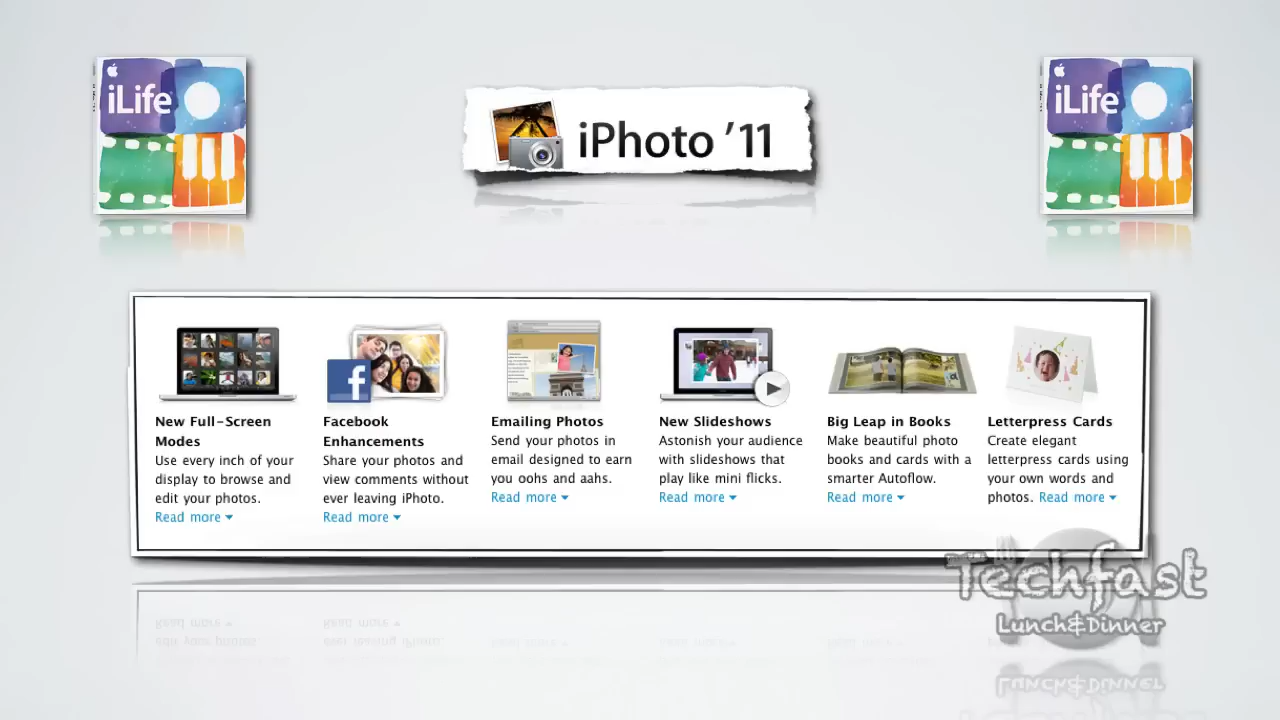 iLife
iPhoto ’11
iLife
New Full-Screen
Modes
Use every inch of your
display to browse and
edit your photos.
Read more
Facebook
Enhancements
Share your photos and
view comments without
ever leaving iPhoto.
Read more
Emailing Photos
Send your photos in
email designed to earn
you oohs and aahs.
Read more
New Slideshows
Astonish your audience
with slideshows that
play like mini flicks.
Read more
Big Leap in Books
Make beautiful photo
books and cards with a
smarter Autoflow.
Read more
Letterpress Cards
Create elegant
letterpress cards using
your own words and
photos. Read more
Techfast
Lunch&Dinner